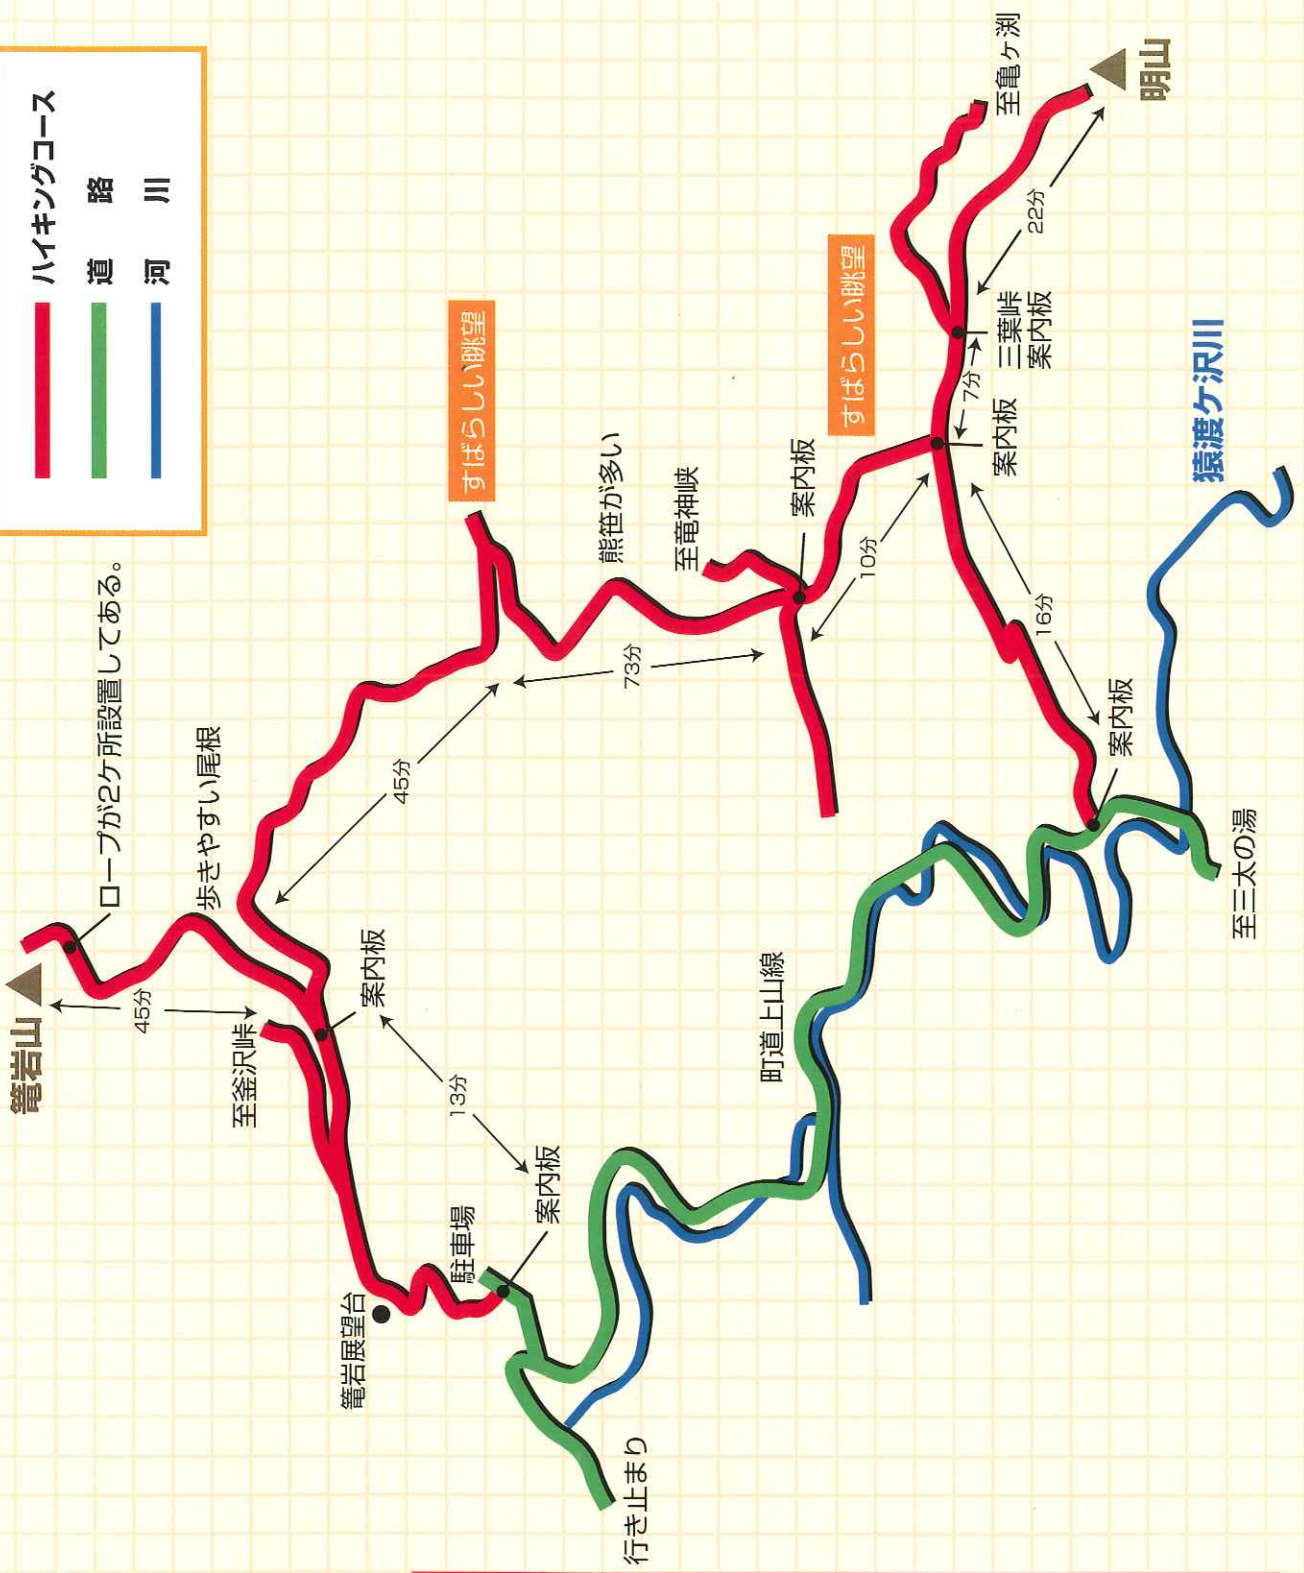 ハイキングコース
道 路
河 川
籠岩山
ロープが2ケ所設置してある。
45分
歩きやすい尾根
至釜沢峠
案内板
45分
13分
籠岩展望台
駐車場
案内板
行き止まり
すばらしい眺望
熊笹が多い
73分
至竜神峡
案内板
10分
すばらしい眺望
至亀ヶ渕
明山
22分
三葉峠
案内板
7分
案内板
16分
案内板
猿渡ケ沢川
町道上山線
至三太の湯